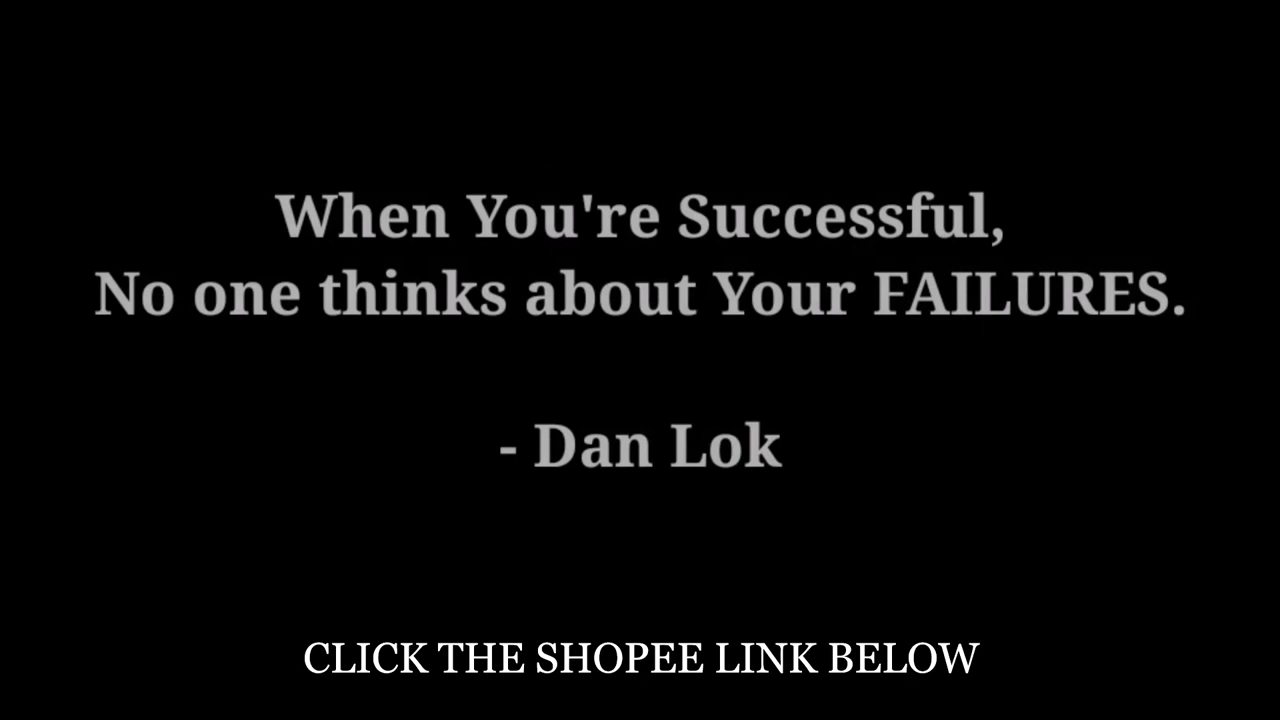 When You're Successful,
No one thinks about Your FAILURES.
- Dan Lok
CLICK THE SHOPEE LINK BELOW